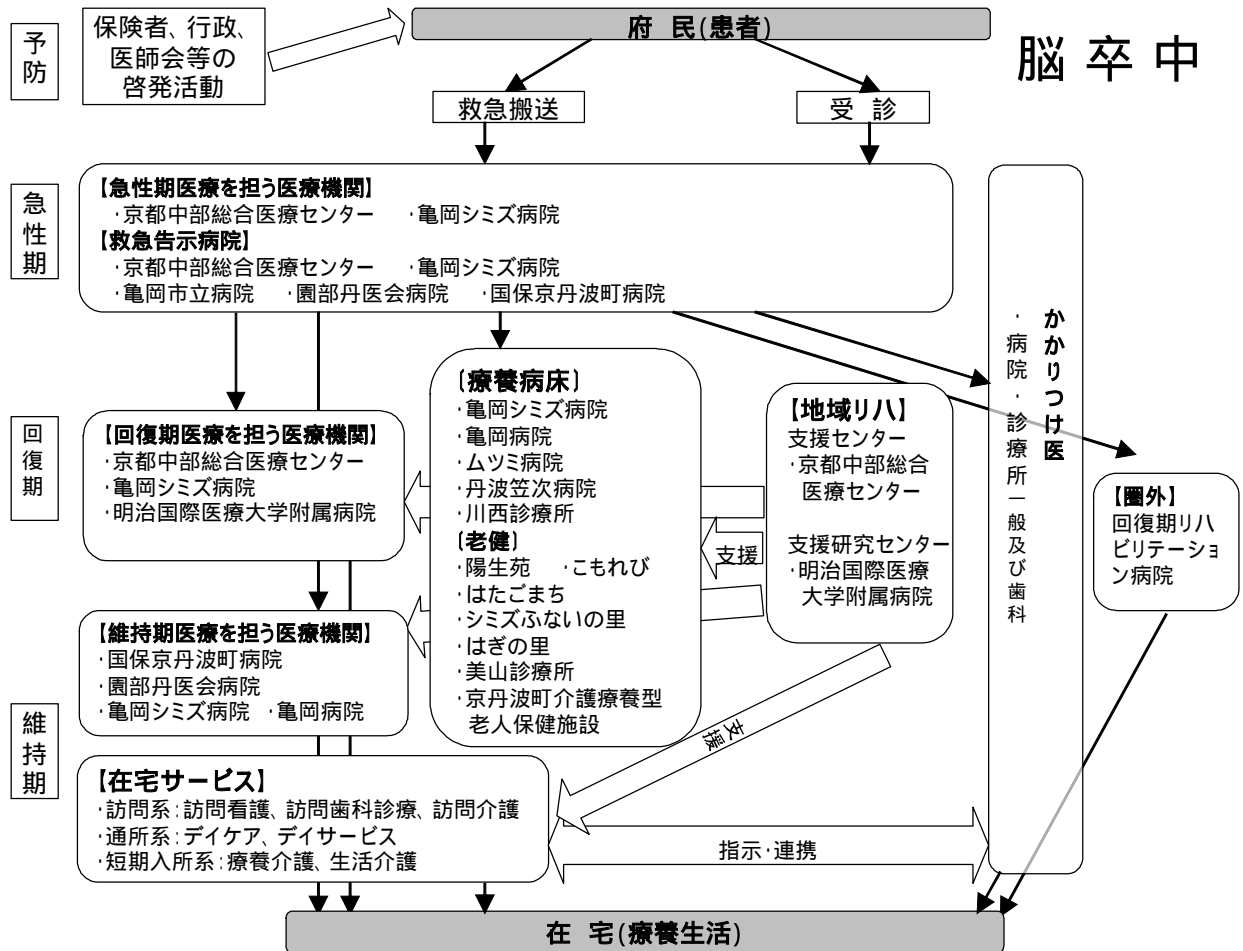 脳卒中
予防
保険者、行政、
医師会等の
啓発活動
府 民(患者)
救急搬送
受 診
急性期
【急性期医療を担う医療機関】
・京都中部総合医療センター ・亀岡シミズ病院
【救急告示病院】
・京都中部総合医療センター ・亀岡シミズ病院
・亀岡市立病院 ・園部丹医会病院 ・国保京丹波町病院
かかりつけ医
・病院・診療所一般及び歯科
回復期
【回復期医療を担う医療機関】
・京都中部総合医療センター
・亀岡シミズ病院
・明治国際医療大学附属病院
〔療養病床〕
・亀岡シミズ病院
・亀岡病院
・ムツミ病院
・丹波笠次病院
・川西診療所
〔老健〕
・陽生苑 ・こもれび
・はたごまち
・シミズふないの里
・はぎの里
・美山診療所
・京丹波町介護療養型
老人保健施設
支援
【地域リハ】
支援センター
・京都中部総合
医療センター
支援研究センター
・明治国際医療
大学附属病院
【圏外】
回復期リハ
ビリテーショ
ン病院
維持期
【維持期医療を担う医療機関】
・国保京丹波町病院
・園部丹医会病院
・亀岡シミズ病院 ・亀岡病院
支援
【在宅サービス】
・訪問系:訪問看護、訪問歯科診療、訪問介護
・通所系:デイケア、デイサービス
・短期入所系:療養介護、生活介護
指示・連携
在 宅(療養生活)